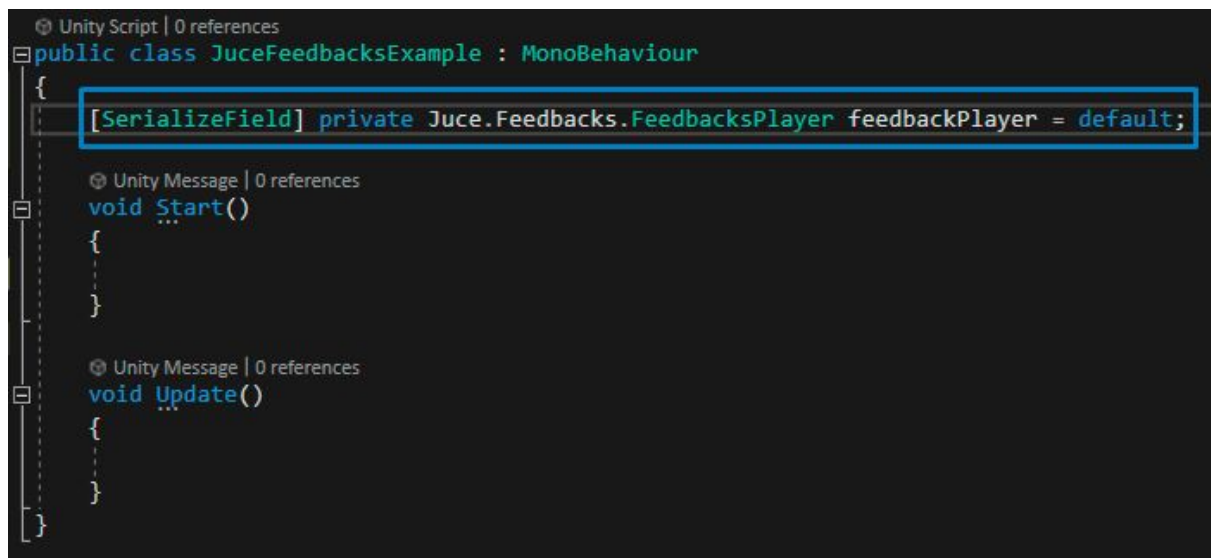 Unity Script | 0 references
public class JuceFeedbacksExample : MonoBehaviour
{
[SerializeField] private Juce.Feedbacks.FeedbacksPlayer feedbackPlayer = default;
Unity Message | 0 references
void Start()
{
}
Unity Message | 0 references
void Update()
{
}
}